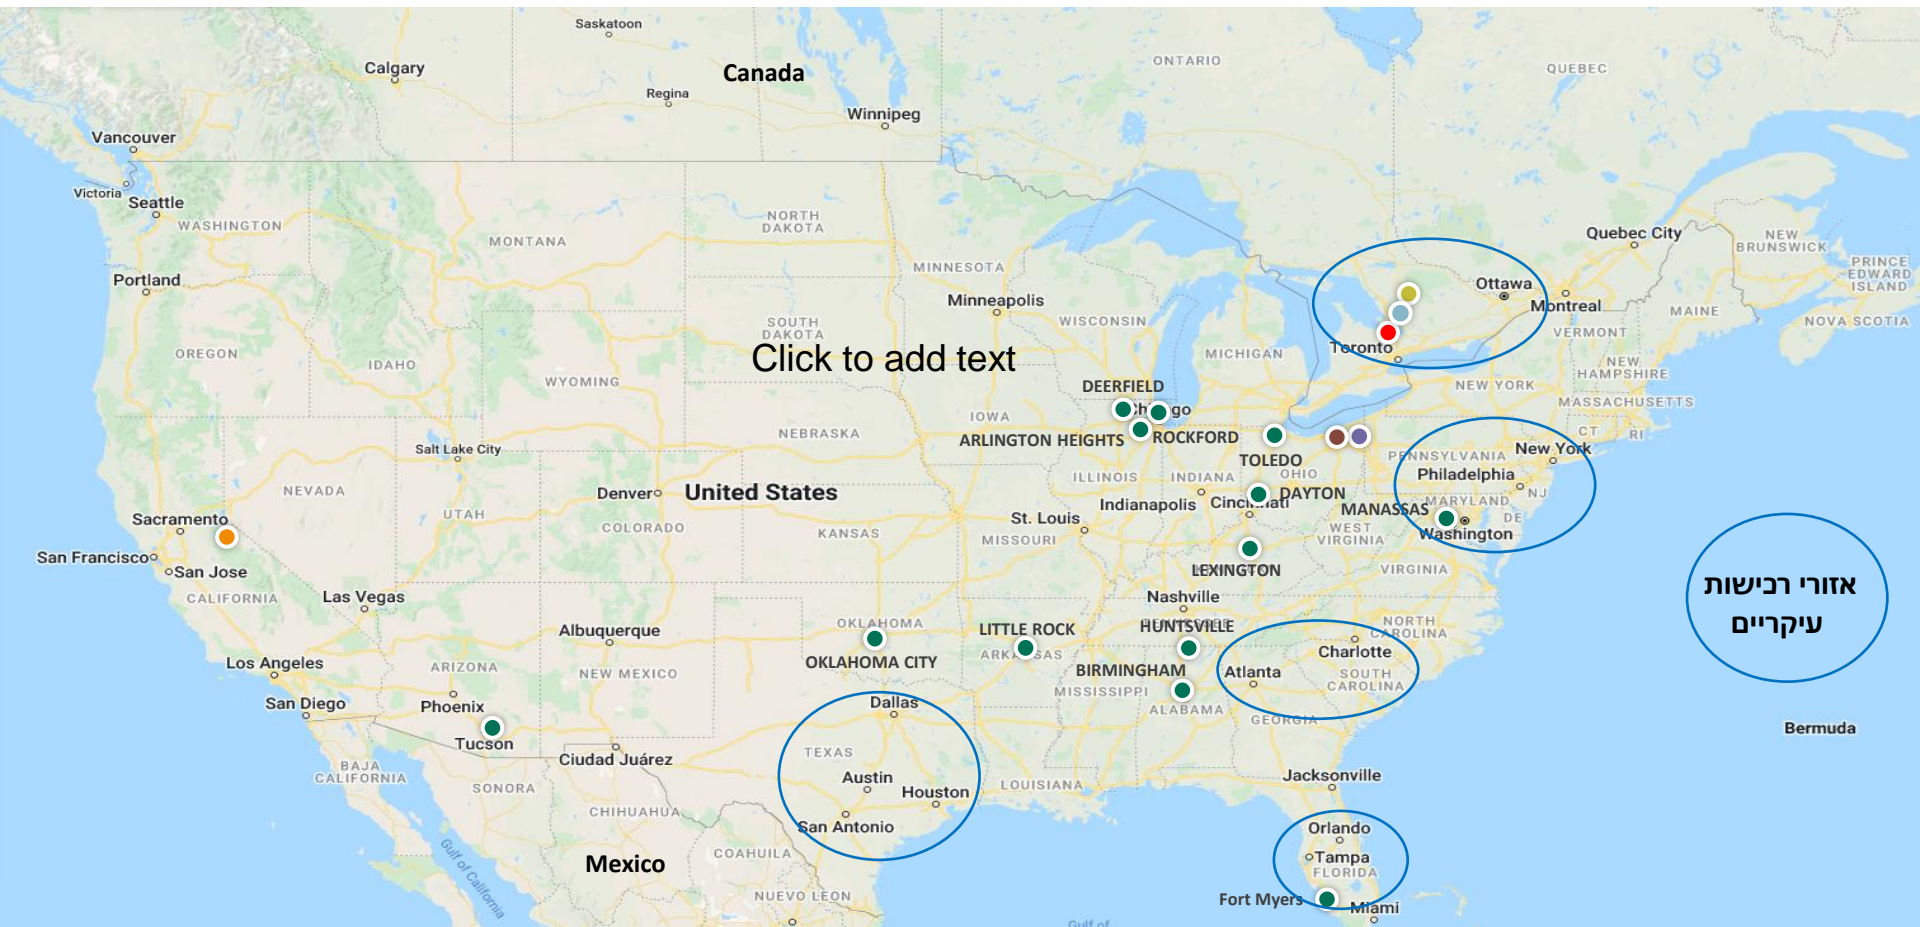 Saskatoon
Calgary
Canada
ONTARIO
QUEBEC
Regina
Winnipeg
Vancouver
Victoria
Seattle
WASHINGTON
NORTH
DAKOTA
MONTANA
Quebec City
NEW
BRUNSWICK
PRINCE
EDWARD
ISLAND
Portland
MINNESOTA
Ottawa
Montreal
Minneapolis
MAINE
NOVA SCOTIA
SOUTH
DAKOTA
WISCONSIN
VERMONT
OREGON
IDAHO
Click to add text
MICHIGAN
Toronto
NEW
HAMPSHIRE
WYOMING
DEERFIELD
NEW YORK
MASSACHUSETTS
IOWA
Chicago
NEBRASKA
ARLINGTON HEIGHTS
ROCKFORD
CT
RI
Salt Lake City
TOLEDO
PENNSYLVANIA
New York
NEVADA
Denver
United States
ILLINOIS
INDIANA
OHIO
Philadelphia
UTAH
Indianapolis
Cincinnati
DAYTON
MARYLAND
NJ
Sacramento
COLORADO
KANSAS
St. Louis
MISSOURI
MANASSAS
WEST
VIRGINIA
DE
Washington
San Francisco
San Jose
LEXINGTON
VIRGINIA
אזורי רכישות
עיקריים
CALIFORNIA
Las Vegas
Nashville
Albuquerque
OKLAHOMA
LITTLE ROCK
HUNTSVILLE
NORTH
CAROLINA
Los Angeles
ARIZONA
NEW MEXICO
OKLAHOMA CITY
ARKANSAS
BIRMINGHAM
Atlanta
Charlotte
SOUTH
CAROLINA
San Diego
Phoenix
Dallas
MISSISSIPPI
ALABAMA
GEORGIA
Tucson
Bermuda
BAJA
CALIFORNIA
Ciudad Juárez
TEXAS
SONORA
Austin
Houston
LOUISIANA
Jacksonville
CHIHUAHUA
San Antonio
Orlando
Gulf of California
Mexico
COAHUILA
Tampa
FLORIDA
NUEVO LEON
Fort Myers
Miami
Gulf of